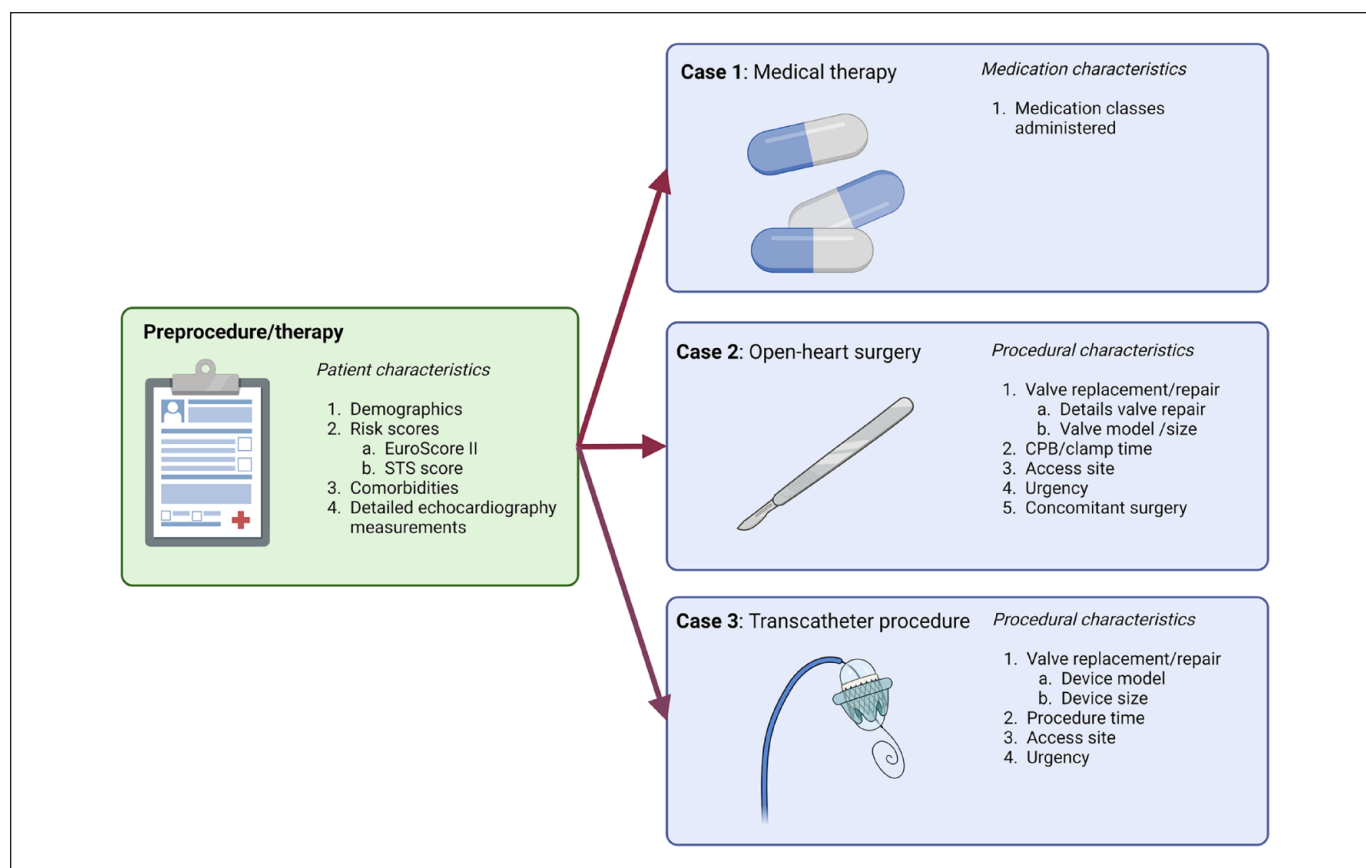 Preprocedure/therapy
Patient characteristics
1. Demographics
2. Risk scores
a. EuroScore II
b. STS score
3. Comorbidities
4. Detailed echocardiography
measurements
Case 1: Medical therapy
Medication characteristics
1. Medication classes
administered
Case 2: Open-heart surgery
Procedural characteristics
1. Valve replacement/repair
a. Details valve repair
b. Valve model /size
2. CPB/clamp time
3. Access site
4. Urgency
5. Concomitant surgery
Case 3: Transcatheter procedure
Procedural characteristics
1. Valve replacement/repair
a. Device model
b. Device size
2. Procedure time
3. Access site
4. Urgency